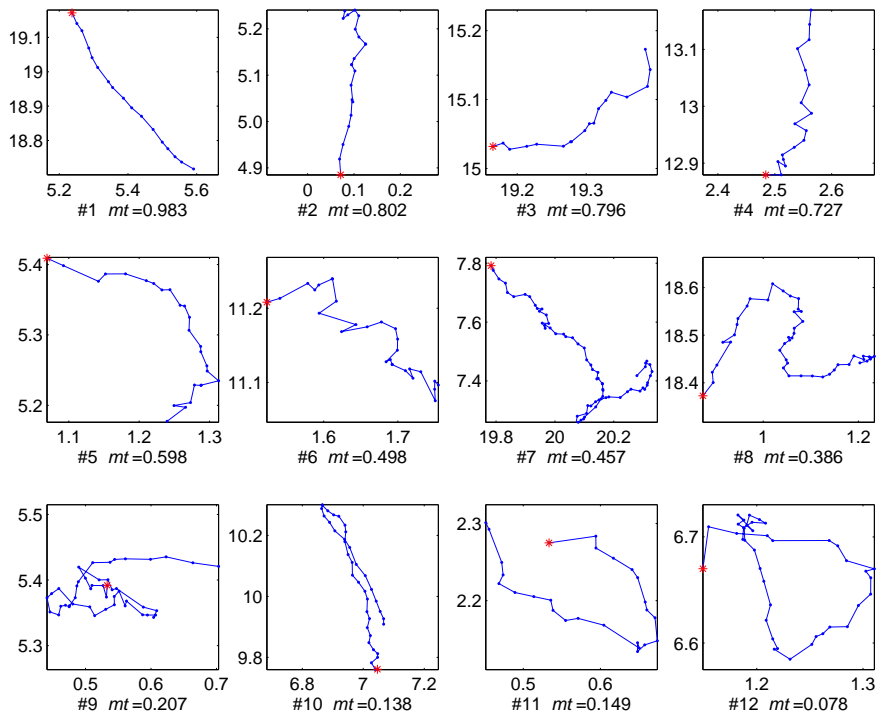 19.1
19
18.9
18.8
5.2 5.4 5.6
#1 mt=0.983
5.2
5.1
5.0
4.9
0 0.1 0.2
#2 mt=0.802
15.2
15.1
15
19.2 19.3
#3 mt=0.796
13.1
13
12.9
2.4 2.5 2.6
#4 mt=0.727
5.4
5.3
5.2
1.1 1.2 1.3
#5 mt=0.598
11.2
11.1
1.6 1.7
#6 mt=0.498
7.8
7.6
7.4
19.8 20 20.2
#7 mt=0.457
18.6
18.5
18.4
1 1.2
#8 mt=0.386
5.5
5.4
5.3
0.5 0.6 0.7
#9 mt=0.207
10.2
10
9.8
6.8 7 7.2
#10 mt=0.138
2.3
2.2
0.5 0.6
#11 mt=0.149
6.7
6.6
1.2 1.3
#12 mt=0.078